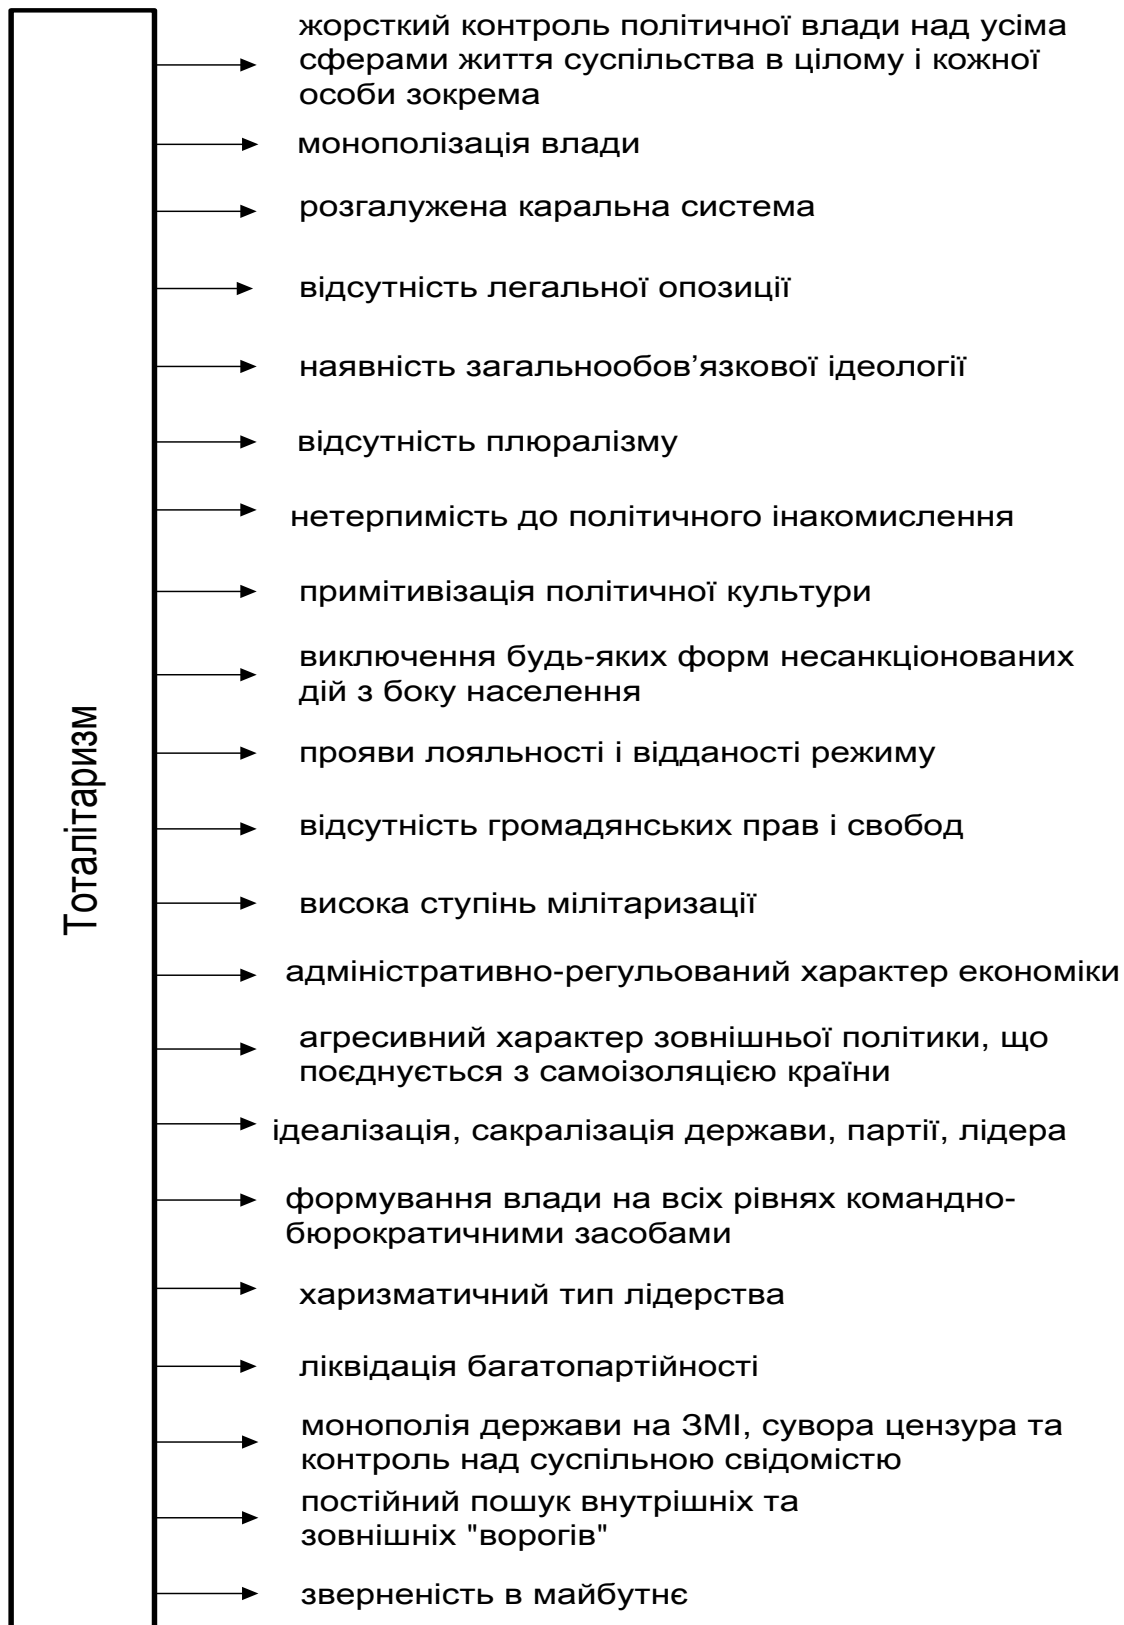 жорсткий контроль політичної влади над усіма
сферами життя суспільства в цілому і кожної
особи зокрема
монополізація влади
розгалужена каральна система
відсутність легальної опозиції
наявність загальнообов’язкової ідеології
відсутність плюралізму
нетерпимість до політичного інакомислення
примітивізація політичної культури
виключення будь-яких форм несанкціонованих
дій з боку населення
прояви лояльності і відданості режиму
відсутність громадянських прав і свобод
висока ступінь мілітаризації
адміністративно-регульований характер економіки
агресивний характер зовнішньої політики, що
поєднується з самоізоляцією країни
ідеалізація, сакралізація держави, партії, лідера
формування влади на всіх рівнях командно-
бюрократичними засобами
харизматичний тип лідерства
ліквідація багатопартійності
монополія держави на ЗМІ, сувора цензура та
контроль над суспільною свідомістю
постійний пошук внутрішніх та
зовнішніх "ворогів"
зверненість в майбутнє
Тоталітаризм